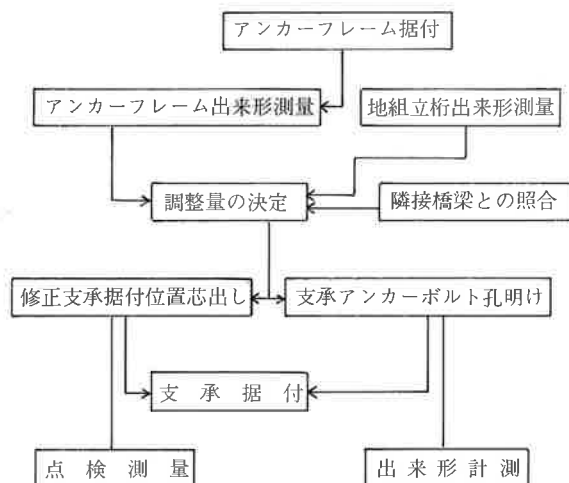 アンカーフレーム据付
アンカーフレーム出来形測量
地組立桁出来形測量
調整量の決定
隣接橋梁との照合
修正支承据付位置芯出し
支承アンカーボルト孔明け
支承据付
点検測量
出来形計測